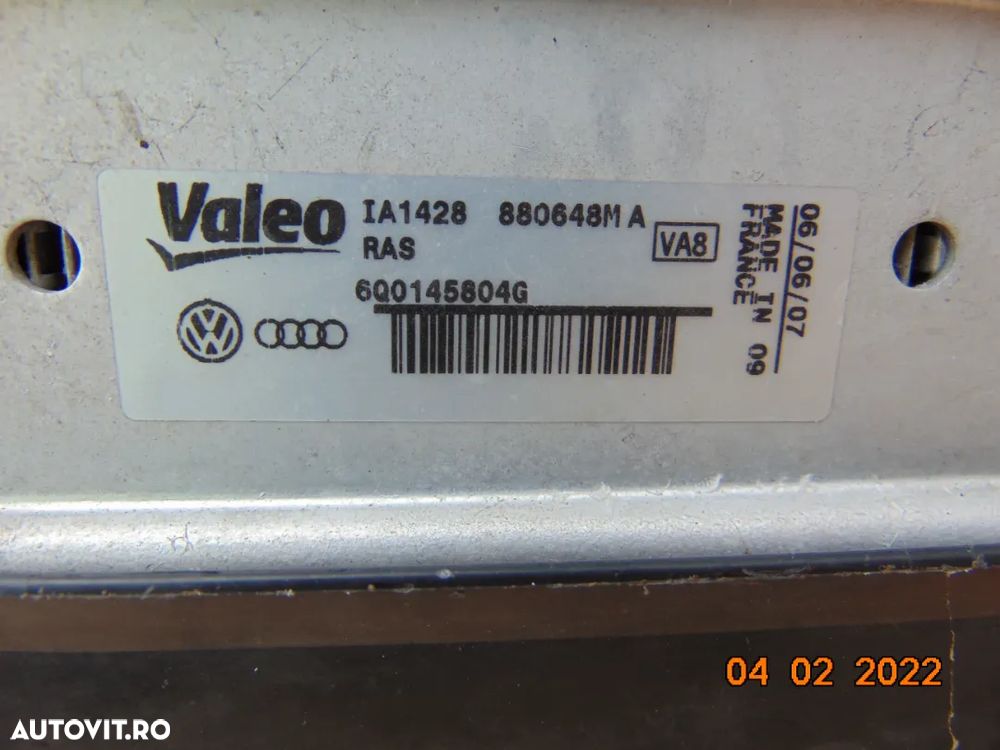 Valeo IA1428 880648M A
RAS VA8
6Q0145804G
06/06/07
MADE IN 09
FRANCE
04 02 2022
AUTOVIT.RO